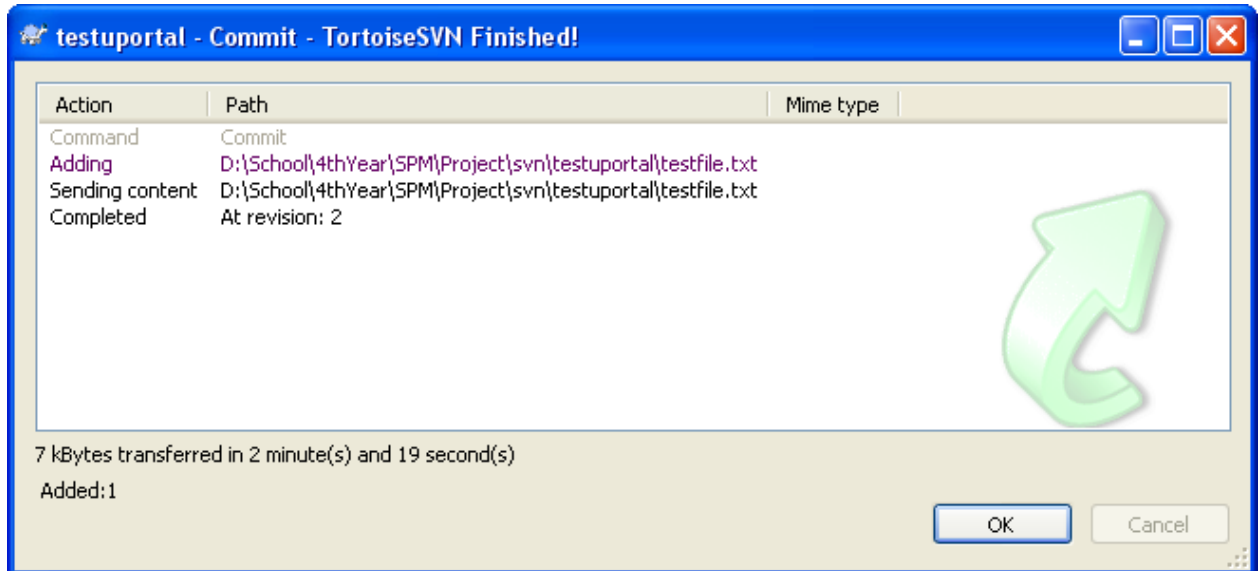 testuportal - Commit - TortoiseSVN Finished!
Action Path Mime type
Command Commit
Adding D:\School\4thYear\SPM\Project\svn\testuportal\testfile.txt
Sending content D:\School\4thYear\SPM\Project\svn\testuportal\testfile.txt
Completed At revision: 2
7 kBytes transferred in 2 minute(s) and 19 second(s)
Added:1
OK Cancel